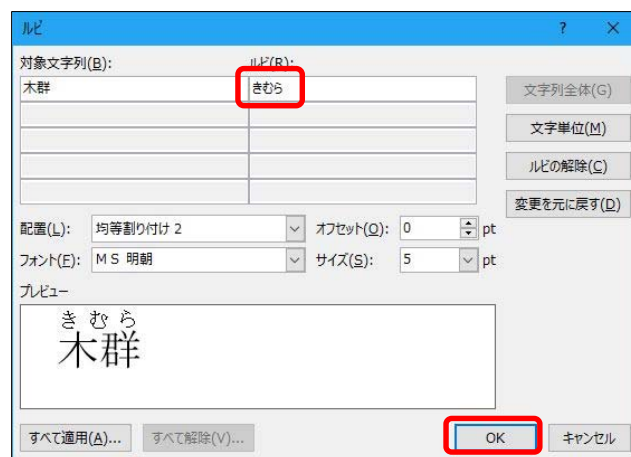 ルビ ? ×
対象文字列(B): ルビ(R):
木群 きむら
文字列全体(G)
文字単位(M)
ルビの解除(C)
変更を元に戻す(D)
配置(L): 均等割り付け 2 オフセット(O): 0 pt
フォント(F): MS 明朝 サイズ(S): 5 pt
プレビュー
きむら
木群
すべて適用(A)... すべて解除(V)... OK キャンセル